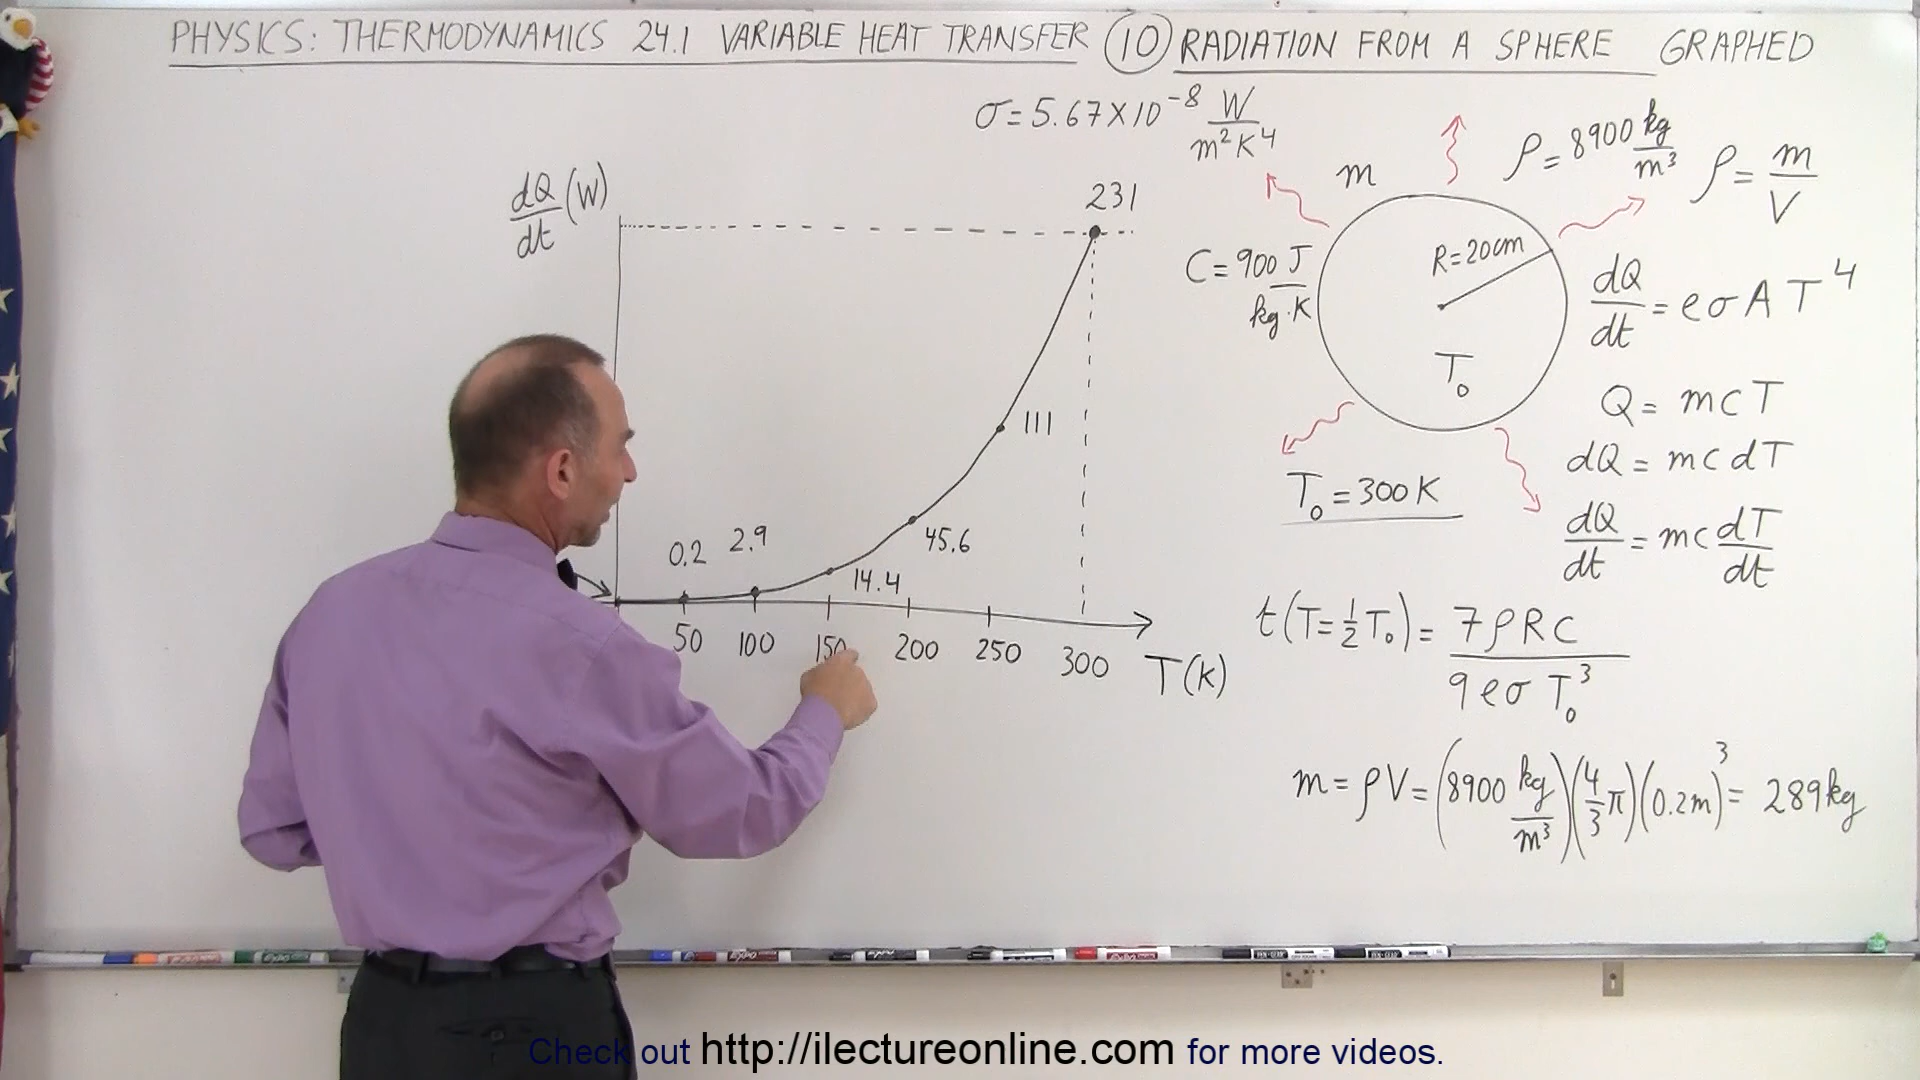 PHYSICS: THERMODYNAMICS 24.1 VARIABLE HEAT TRANSFER 10 RADIATION FROM A SPHERE GRAPHED
σ = 5.67 X 10⁻⁸ W/m²K⁴
m
ρ = 8900 kg/m³
ρ = m/V
dQ/dt (W)
231
C = 900 J/kg·K
R = 20cm
dQ/dt = eσAT⁴
T₀
Q = mcT
111
dQ = mcdT
T₀ = 300K
dQ/dt = mc dT/dt
0.2 2.9
14.4
45.6
50 100 150 200 250 300 T(K)
t(T=½T₀) = 7ρRC/9eσT₀³
m = ρV = (8900 kg/m³)(4/3 π)(0.2m)³ = 289kg
Check out http://ilectureonline.com for more videos.